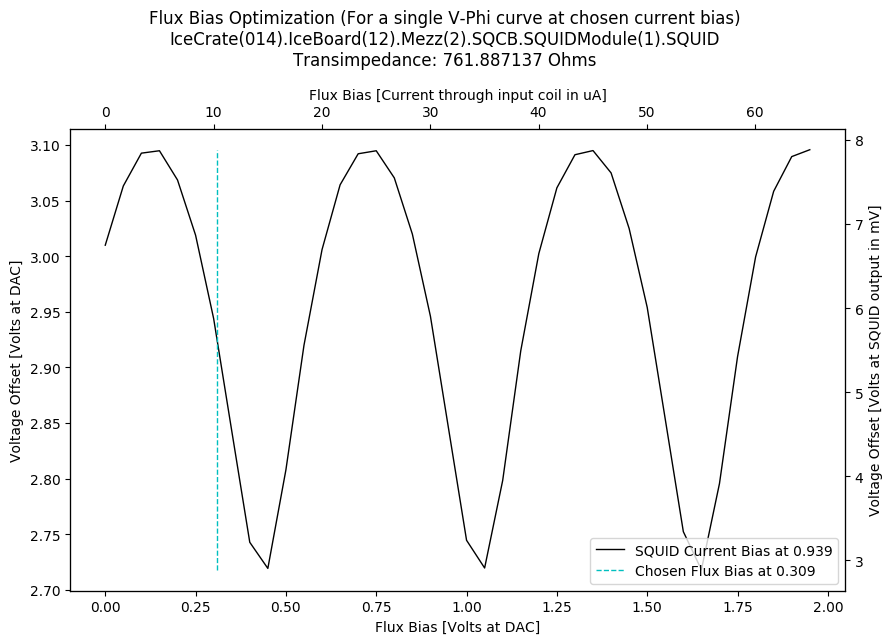 Flux Bias Optimization (For a single V-Phi curve at chosen current bias)
IceCrate(014).IceBoard(12).Mezz(2).SQCB.SQUIDModule(1).SQUID
Transimpedance: 761.887137 Ohms
Flux Bias [Current through input coil in uA]
0 10 20 30 40 50 60
Voltage Offset [Volts at DAC]
3.10
3.05
3.00
2.95
2.90
2.85
2.80
2.75
2.70
8
7
6
5
4
3
Voltage Offset [Volts at SQUID output in mV]
SQUID Current Bias at 0.939
Chosen Flux Bias at 0.309
0.00 0.25 0.50 0.75 1.00 1.25 1.50 1.75 2.00
Flux Bias [Volts at DAC]